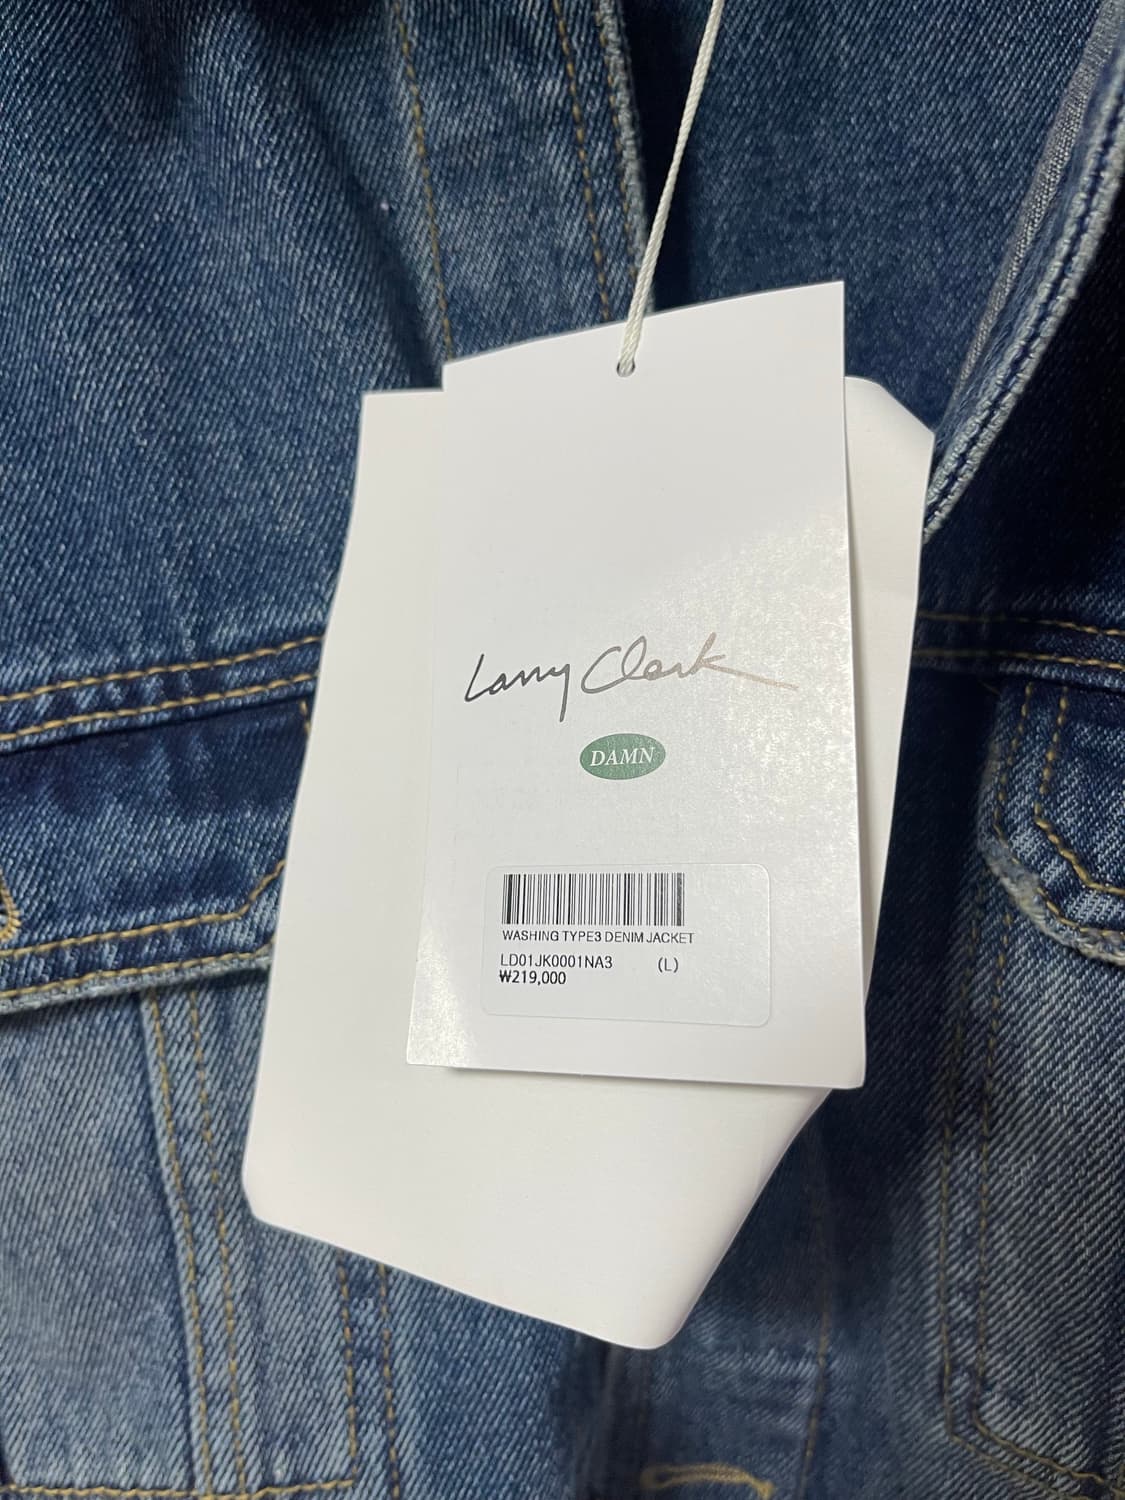 Larry Clark
DAMN
WASHING TYPE3 DENIM JACKET
LD01JK0001NA3 (L)
₩219,000